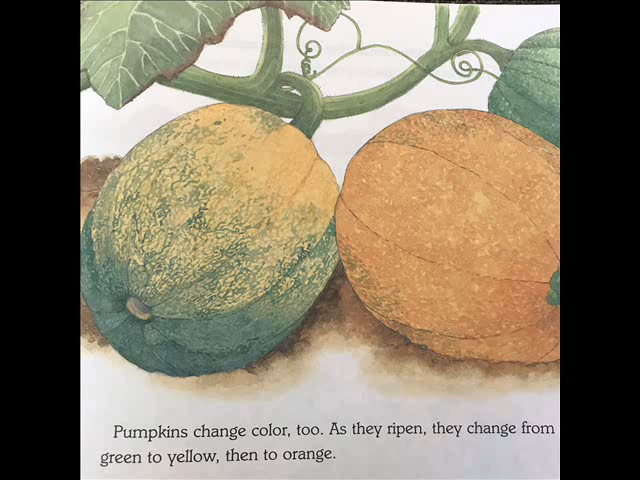 Pumpkins change color, too. As they ripen, they change from
green to yellow, then to orange.